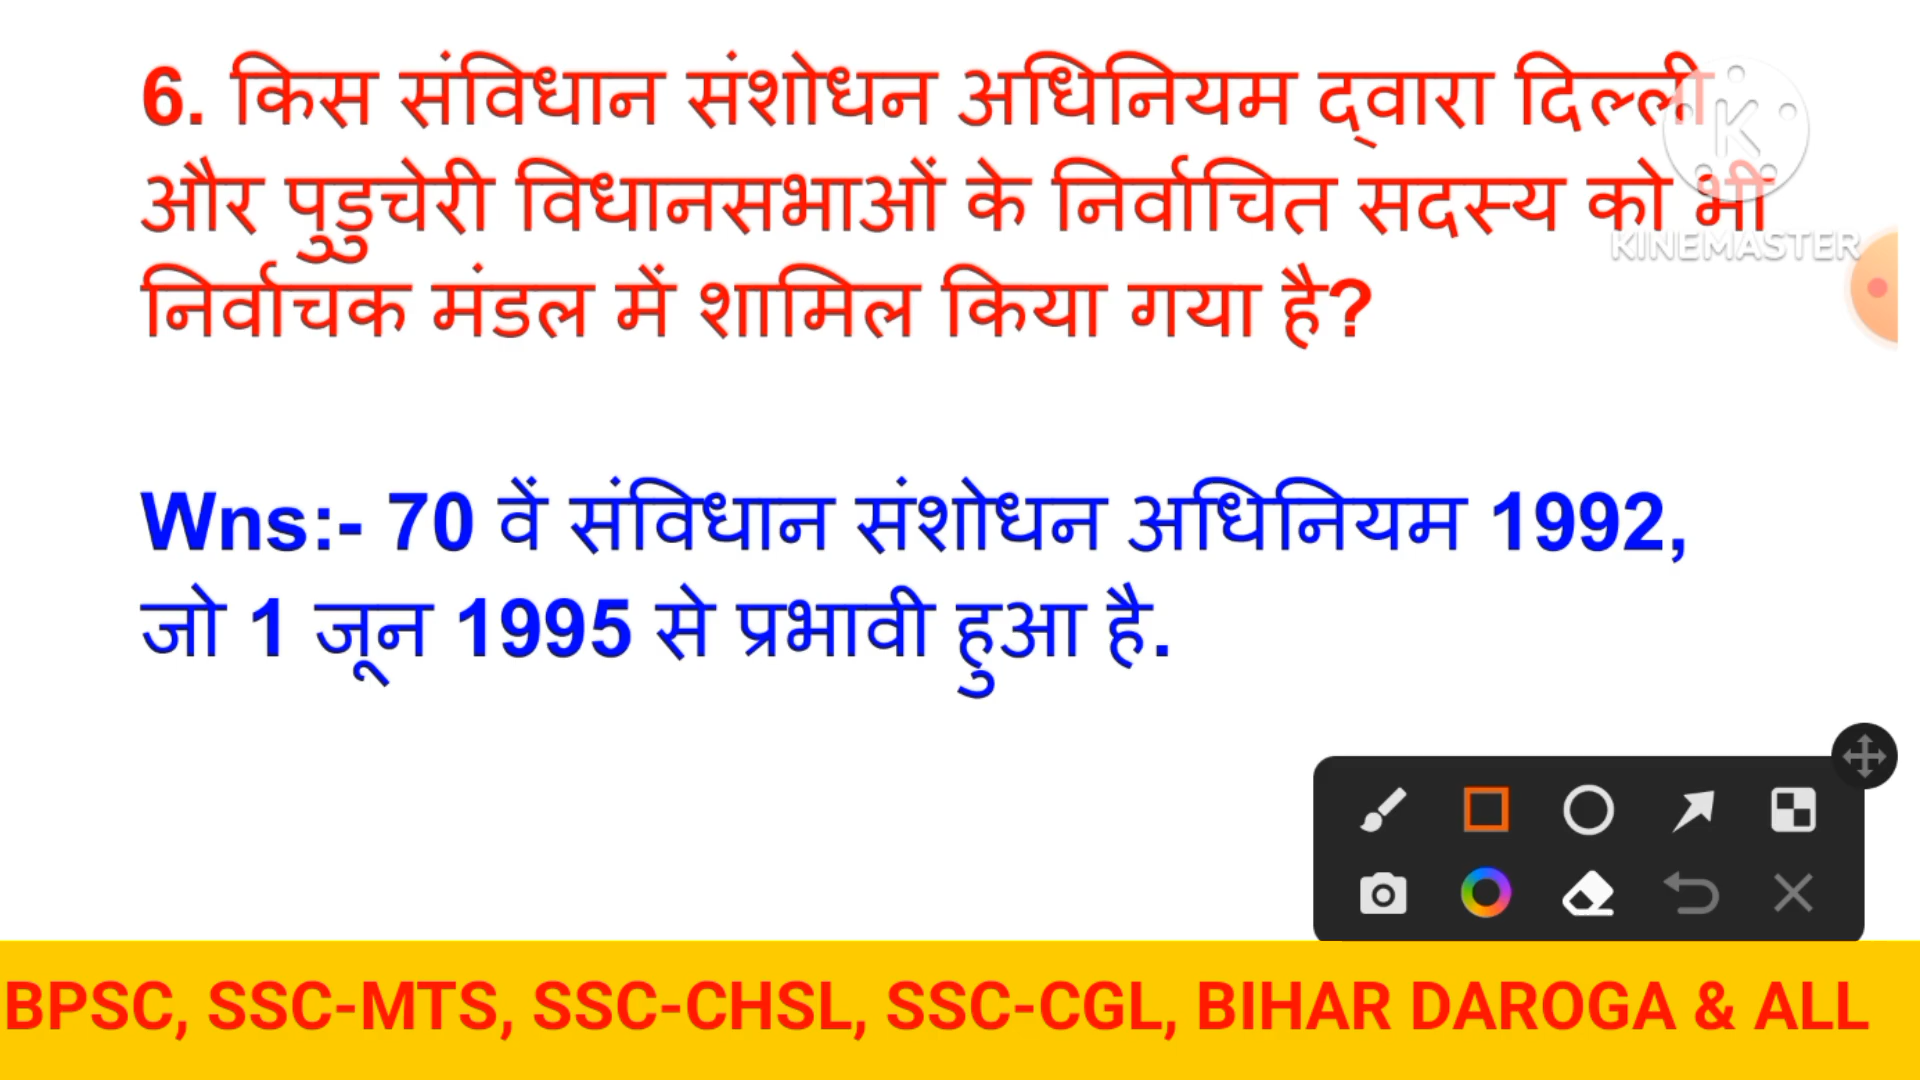 6. किस संविधान संशोधन अधिनियम द्वारा दिल्ली
और पुडुचेरी विधानसभाओं के निर्वाचित सदस्य को भी
निर्वाचक मंडल में शामिल किया गया है?
KINEMASTER
Wns:- 70 वें संविधान संशोधन अधिनियम 1992,
जो 1 जून 1995 से प्रभावी हुआ है.
BPSC, SSC-MTS, SSC-CHSL, SSC-CGL, BIHAR DAROGA & ALL